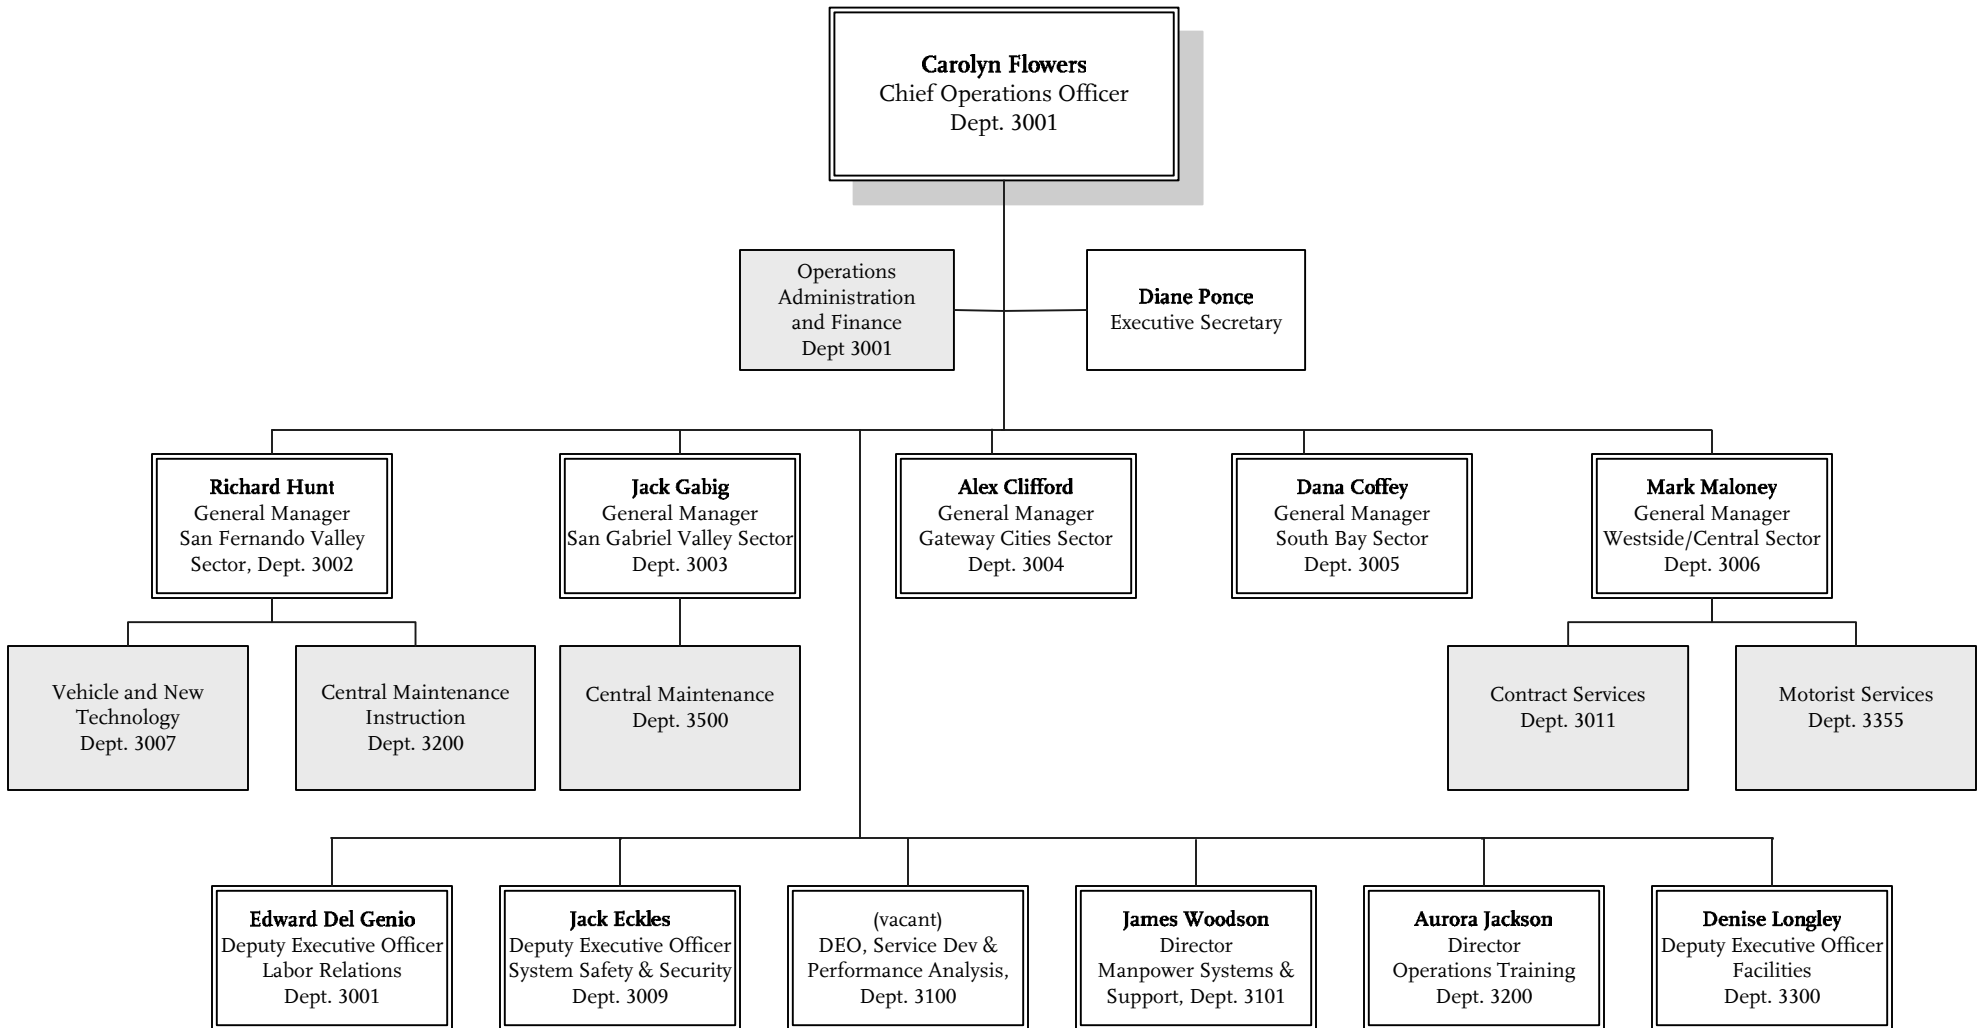 Carolyn Flowers
Chief Operations Officer
Dept. 3001
Operations
Administration
and Finance
Dept 3001
Diane Ponce
Executive Secretary
Richard Hunt
General Manager
San Fernando Valley
Sector, Dept. 3002
Jack Gabig
General Manager
San Gabriel Valley Sector
Dept. 3003
Alex Clifford
General Manager
Gateway Cities Sector
Dept. 3004
Dana Coffey
General Manager
South Bay Sector
Dept. 3005
Mark Maloney
General Manager
Westside/Central Sector
Dept. 3006
Vehicle and New
Technology
Dept. 3007
Central Maintenance
Instruction
Dept. 3200
Central Maintenance
Dept. 3500
Contract Services
Dept. 3011
Motorist Services
Dept. 3355
Edward Del Genio
Deputy Executive Officer
Labor Relations
Dept. 3001
Jack Eckles
Deputy Executive Officer
System Safety & Security
Dept. 3009
(vacant)
DEO, Service Dev &
Performance Analysis,
Dept. 3100
James Woodson
Director
Manpower Systems &
Support, Dept. 3101
Aurora Jackson
Director
Operations Training
Dept. 3200
Denise Longley
Deputy Executive Officer
Facilities
Dept. 3300